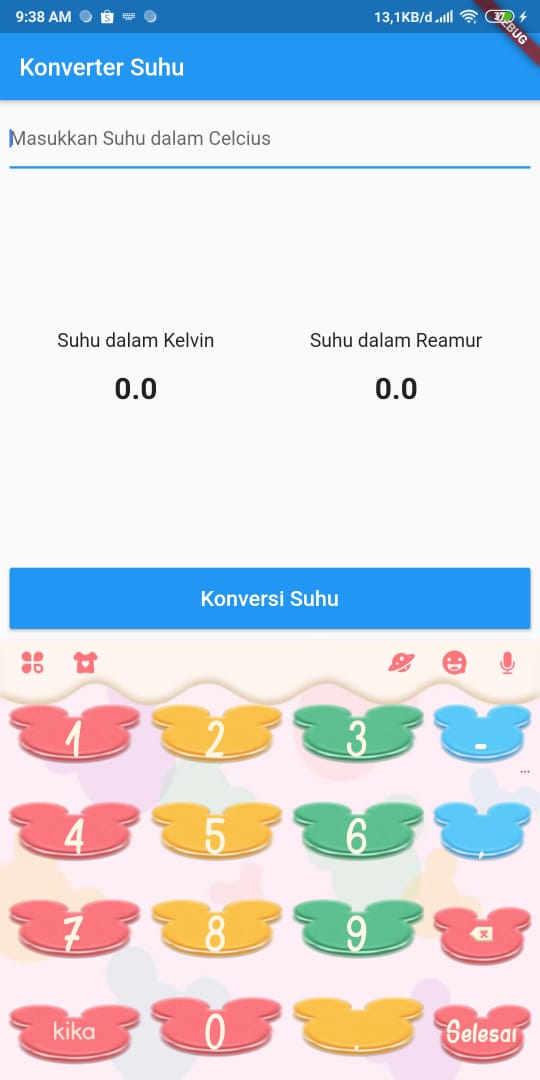 9:38 AM 13,1KB/d 37
DEBUG
Konverter Suhu
Masukkan Suhu dalam Celcius
Suhu dalam Kelvin Suhu dalam Reamur
0.0 0.0
Konversi Suhu
1 2 3 -
...
4 5 6 ,
7 8 9
kika 0 . Selesai